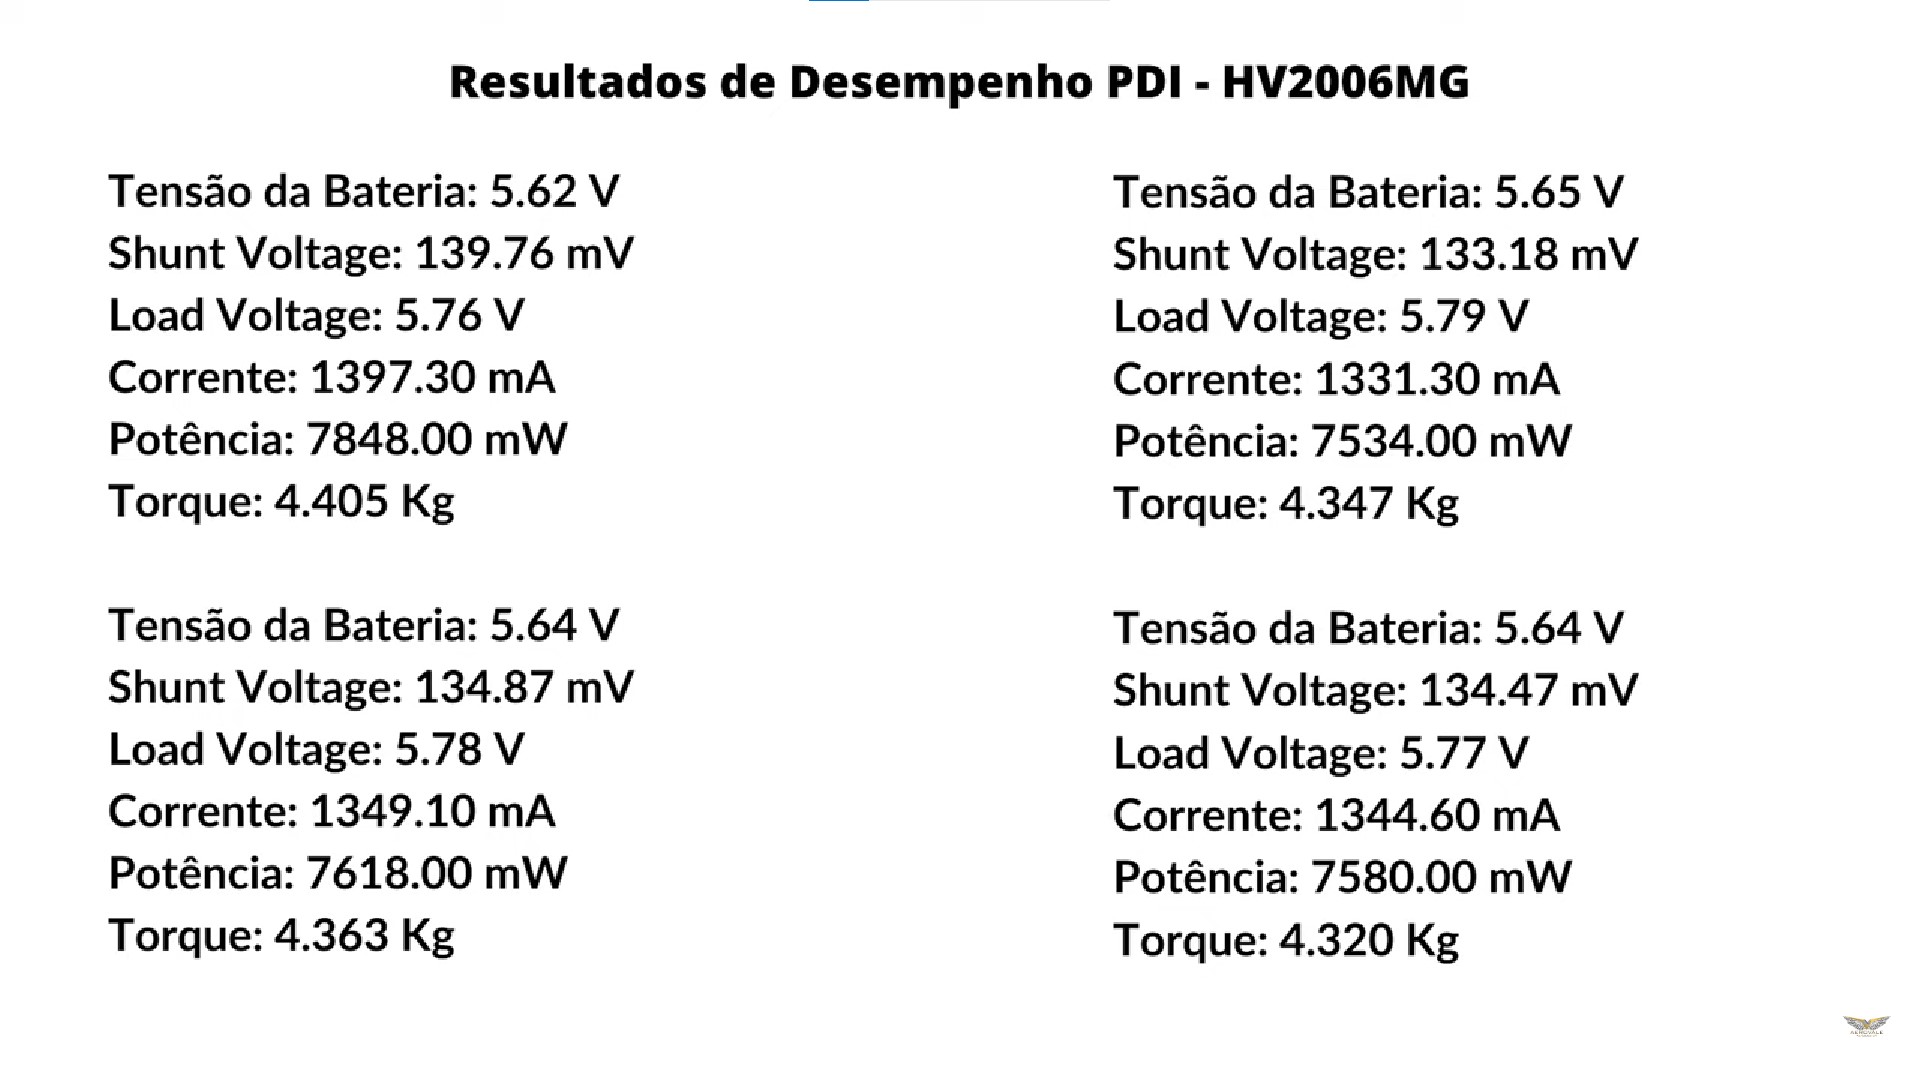 Resultados de Desempenho PDI - HV2006MG
Tensão da Bateria: 5.62 V
Shunt Voltage: 139.76 mV
Load Voltage: 5.76 V
Corrente: 1397.30 mA
Potência: 7848.00 mW
Torque: 4.405 Kg
Tensão da Bateria: 5.64 V
Shunt Voltage: 134.87 mV
Load Voltage: 5.78 V
Corrente: 1349.10 mA
Potência: 7618.00 mW
Torque: 4.363 Kg
Tensão da Bateria: 5.65 V
Shunt Voltage: 133.18 mV
Load Voltage: 5.79 V
Corrente: 1331.30 mA
Potência: 7534.00 mW
Torque: 4.347 Kg
Tensão da Bateria: 5.64 V
Shunt Voltage: 134.47 mV
Load Voltage: 5.77 V
Corrente: 1344.60 mA
Potência: 7580.00 mW
Torque: 4.320 Kg